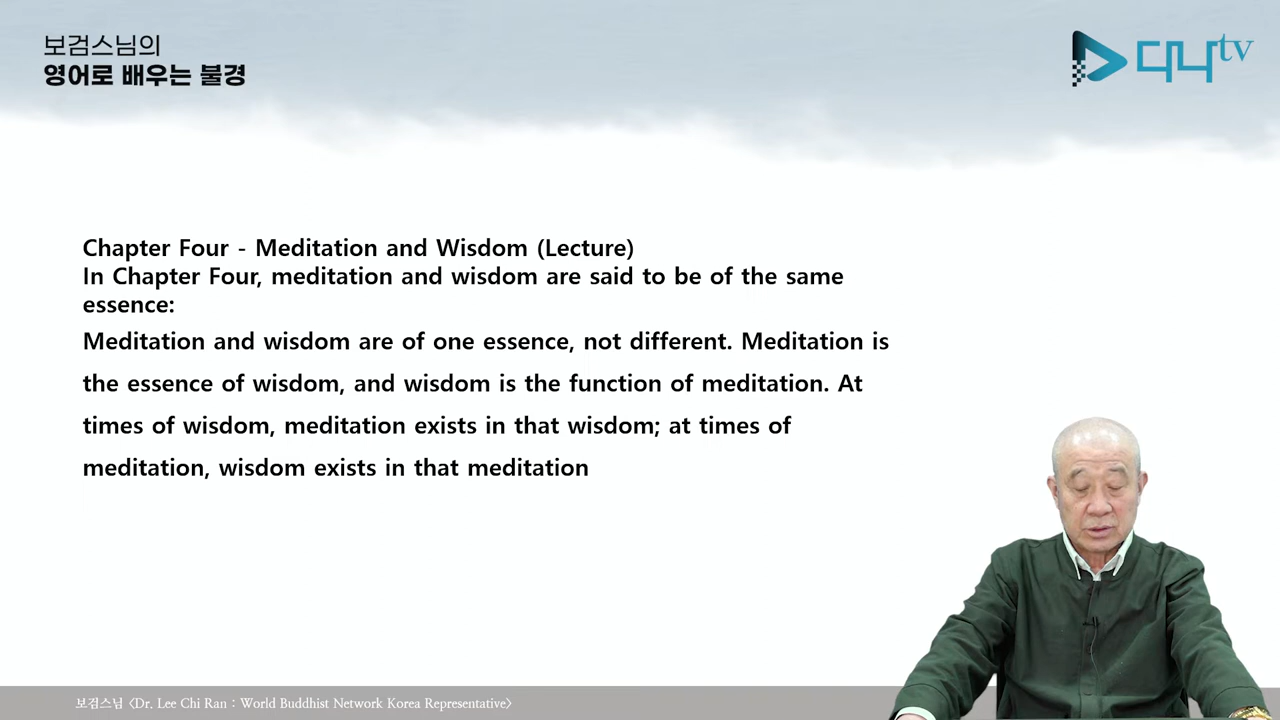 보검스님의
영어로 배우는 불경
디나tv
Chapter Four - Meditation and Wisdom (Lecture)
In Chapter Four, meditation and wisdom are said to be of the same
essence:
Meditation and wisdom are of one essence, not different. Meditation is
the essence of wisdom, and wisdom is the function of meditation. At
times of wisdom, meditation exists in that wisdom; at times of
meditation, wisdom exists in that meditation
보검스님 <Dr. Lee Chi Ran : World Buddhist Network Korea Representative>